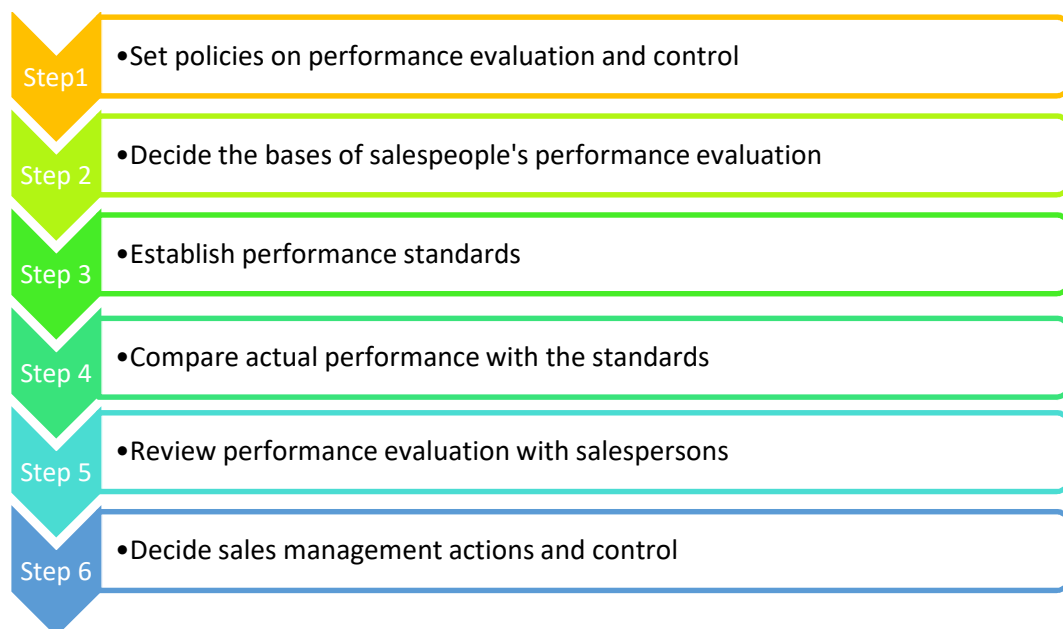 Step1
•Set policies on performance evaluation and control
Step 2
•Decide the bases of salespeople's performance evaluation
Step 3
•Establish performance standards
Step 4
•Compare actual performance with the standards
Step 5
•Review performance evaluation with salespersons
Step 6
•Decide sales management actions and control